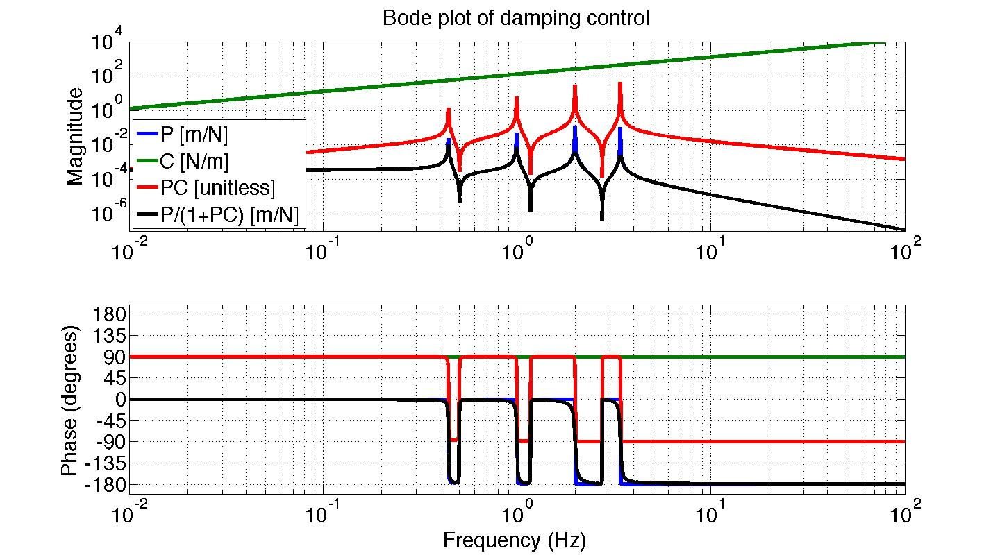 Bode plot of damping control
Magnitude
10^4
10^2
10^0
10^-2
10^-4
10^-6
P [m/N]
C [N/m]
PC [unitless]
P/(1+PC) [m/N]
10^-2 10^-1 10^0 10^1 10^2
Phase (degrees)
180
135
90
45
0
-45
-90
-135
-180
10^-2 10^-1 10^0 10^1 10^2
Frequency (Hz)